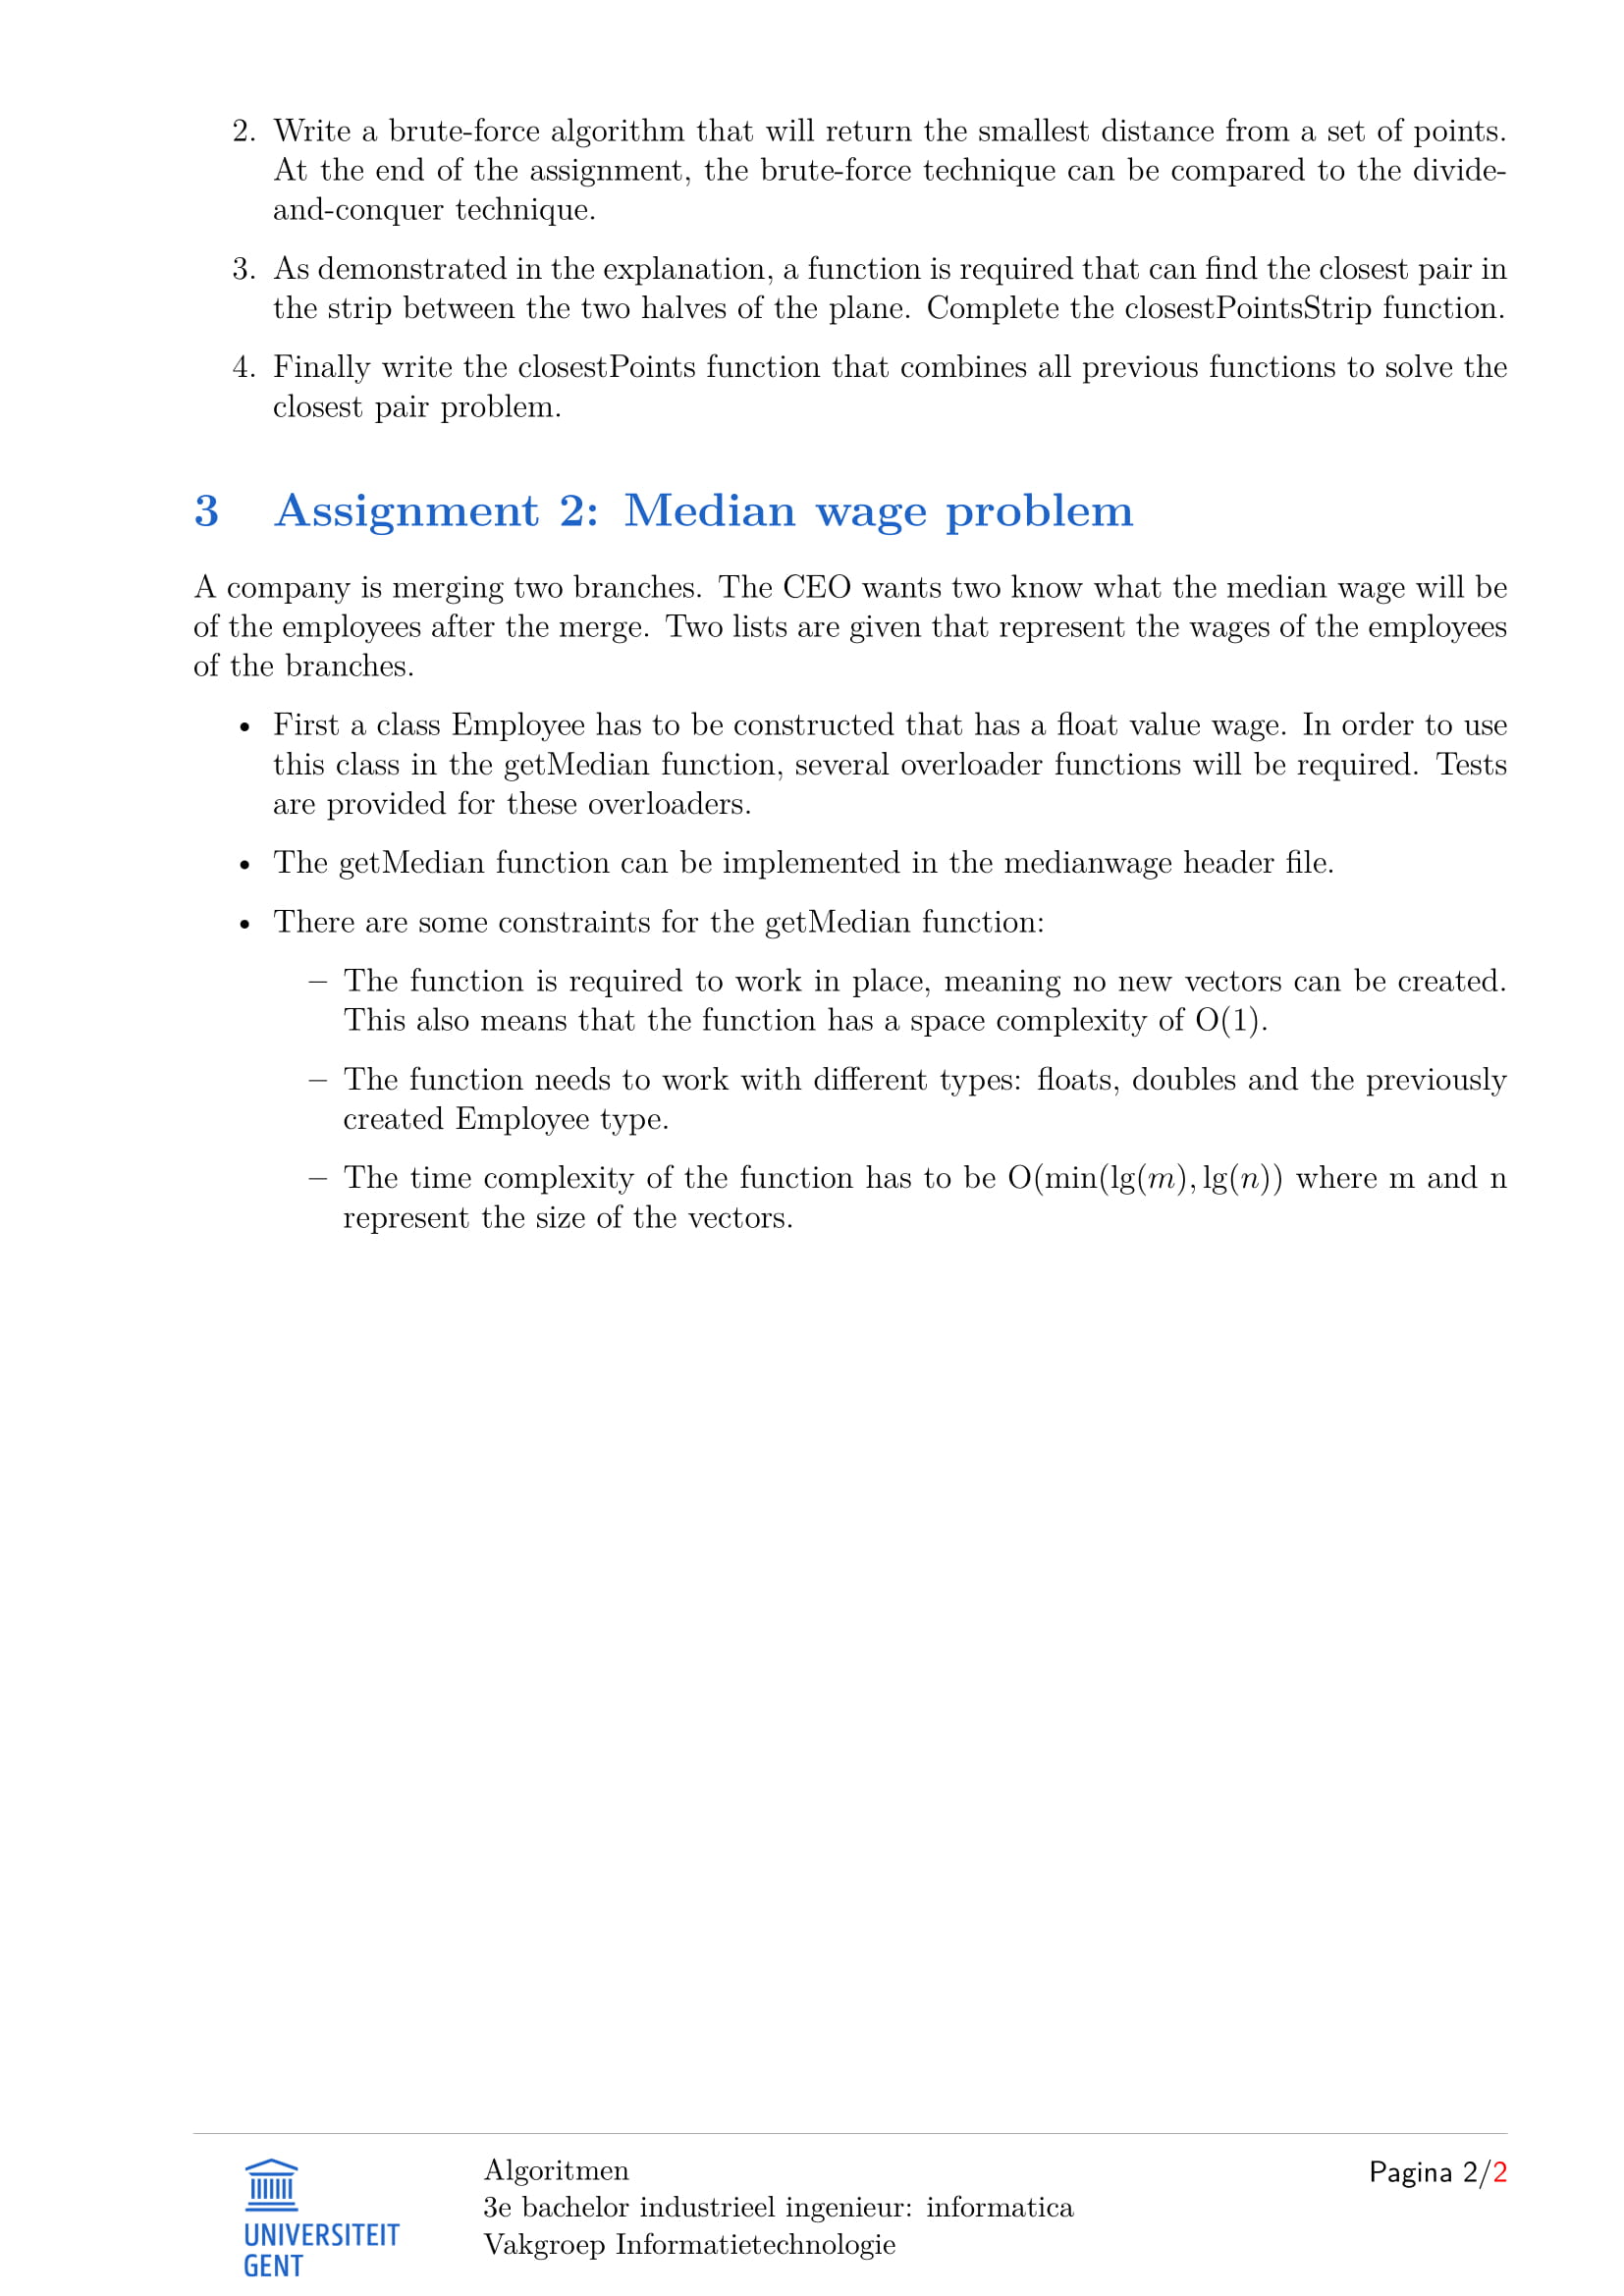 2. Write a brute-force algorithm that will return the smallest distance from a set of points.
At the end of the assignment, the brute-force technique can be compared to the divide-
and-conquer technique.
3. As demonstrated in the explanation, a function is required that can find the closest pair in
the strip between the two halves of the plane. Complete the closestPointsStrip function.
4. Finally write the closestPoints function that combines all previous functions to solve the
closest pair problem.
3 Assignment 2: Median wage problem
A company is merging two branches. The CEO wants two know what the median wage will be
of the employees after the merge. Two lists are given that represent the wages of the employees
of the branches.
• First a class Employee has to be constructed that has a float value wage. In order to use
this class in the getMedian function, several overloader functions will be required. Tests
are provided for these overloaders.
• The getMedian function can be implemented in the medianwage header file.
• There are some constraints for the getMedian function:
– The function is required to work in place, meaning no new vectors can be created.
This also means that the function has a space complexity of O(1).
– The function needs to work with different types: floats, doubles and the previously
created Employee type.
– The time complexity of the function has to be O(min(lg(m), lg(n)) where m and n
represent the size of the vectors.
UNIVERSITEIT
GENT
Algoritmen
3e bachelor industrieel ingenieur: informatica
Vakgroep Informatietechnologie
Pagina 2/2